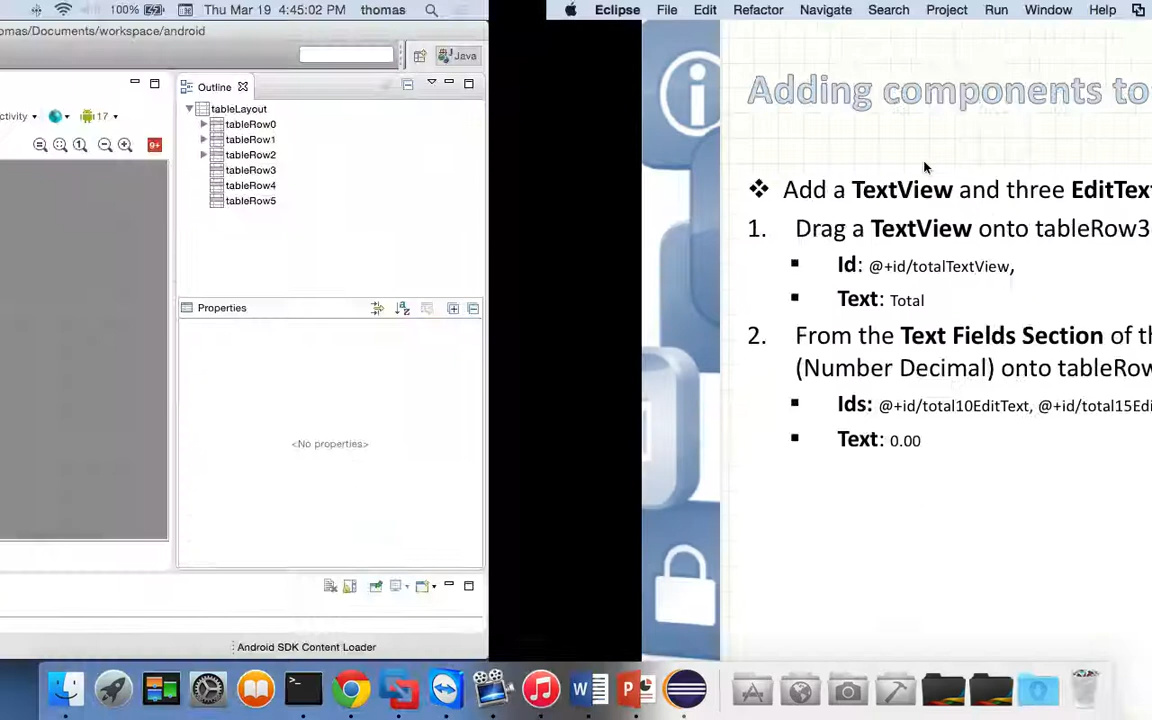 100% Thu Mar 19 4:45:02 PM thomas
Eclipse File Edit Refactor Navigate Search Project Run Window Help
omas/Documents/workspace/android
Java
Outline
ctivity 17
9+
tableLayout
tableRow0
tableRow1
tableRow2
tableRow3
tableRow4
tableRow5
Properties
<No properties>
Android SDK Content Loader
Adding components to
Add a TextView and three EditTex
1. Drag a TextView onto tableRow3
Id: @+id/totalTextView,
Text: Total
2. From the Text Fields Section of th
(Number Decimal) onto tableRow
Ids: @+id/total10EditText, @+id/total15Edi
Text: 0.00